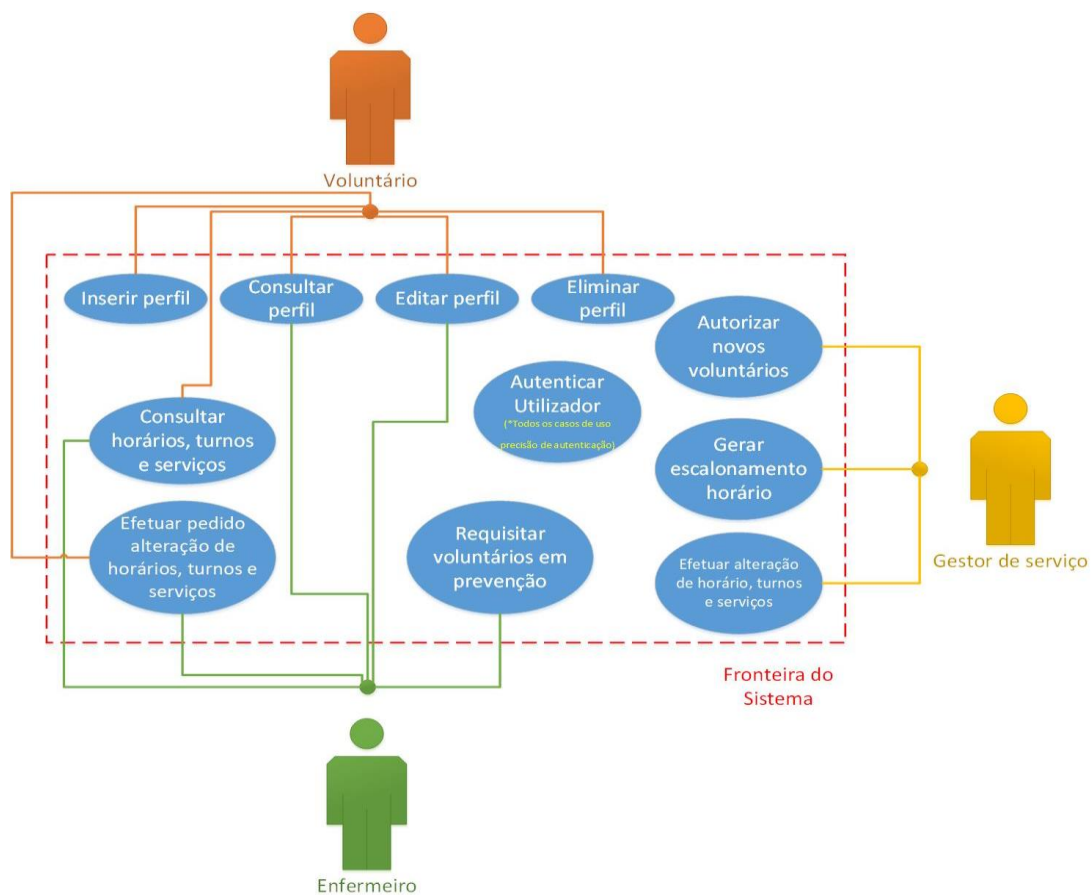 Voluntário
Inserir perfil
Consultar
perfil
Editar perfil
Eliminar
perfil
Autorizar
novos
voluntários
Autenticar
Utilizador
(*Todos os casos de uso
precisão de autenticação)
Consultar
horários, turnos
e serviços
Gerar
escalonamento
horário
Efetuar pedido
alteração de
horários, turnos e
serviços
Requisitar
voluntários em
prevenção
Efetuar alteração
de horário, turnos
e serviços
Gestor de serviço
Fronteira do
Sistema
Enfermeiro